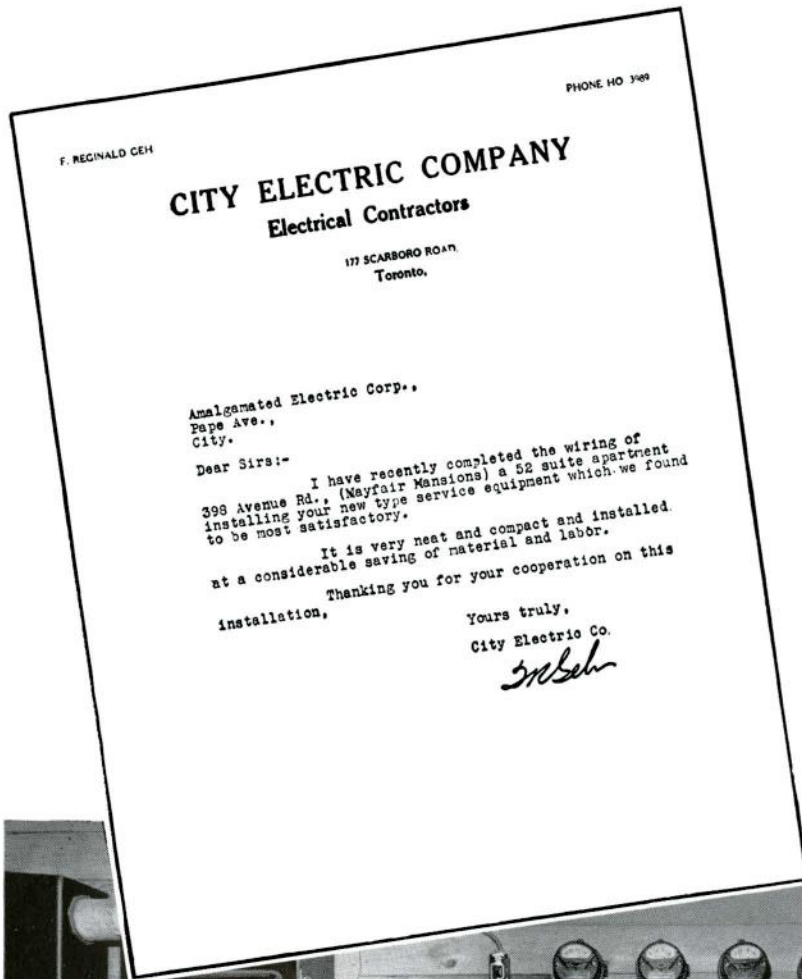 F. REGINALD GEH
PHONE HO 3989
CITY ELECTRIC COMPANY
Electrical Contractors
177 SCARBORO ROAD,
Toronto,
Amalgamated Electric Corp.,
Pape Ave.,
City.
Dear Sirs:-
I have recently completed the wiring of
398 Avenue Rd., (Mayfair Mansions) a 52 suite apartment
installing your new type service equipment which we found
to be most satisfactory.
It is very neat and compact and installed
at a considerable saving of material and labor.
Thanking you for your cooperation on this
installation,
Yours truly,
City Electric Co.